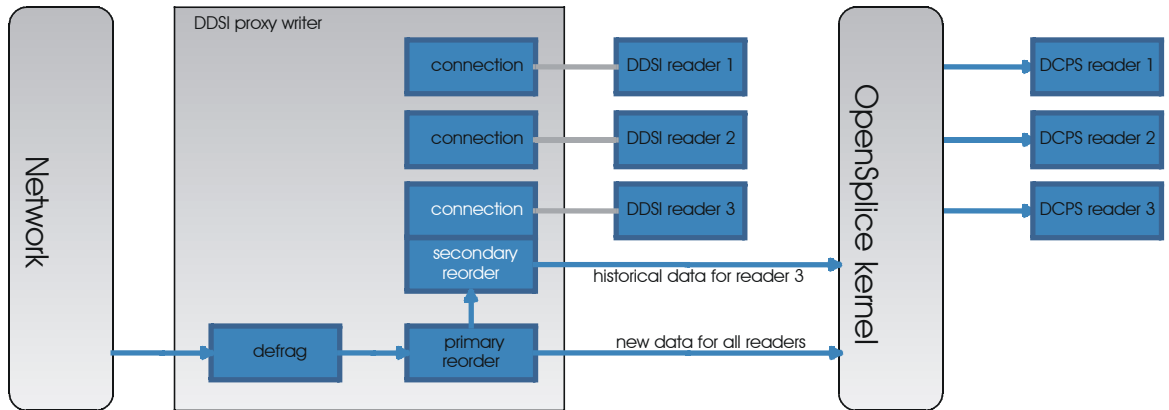 DDSI proxy writer
Network
connection
DDSI reader 1
connection
DDSI reader 2
connection
DDSI reader 3
secondary
reorder
historical data for reader 3
defrag
primary
reorder
new data for all readers
OpenSplice kernel
DCPS reader 1
DCPS reader 2
DCPS reader 3